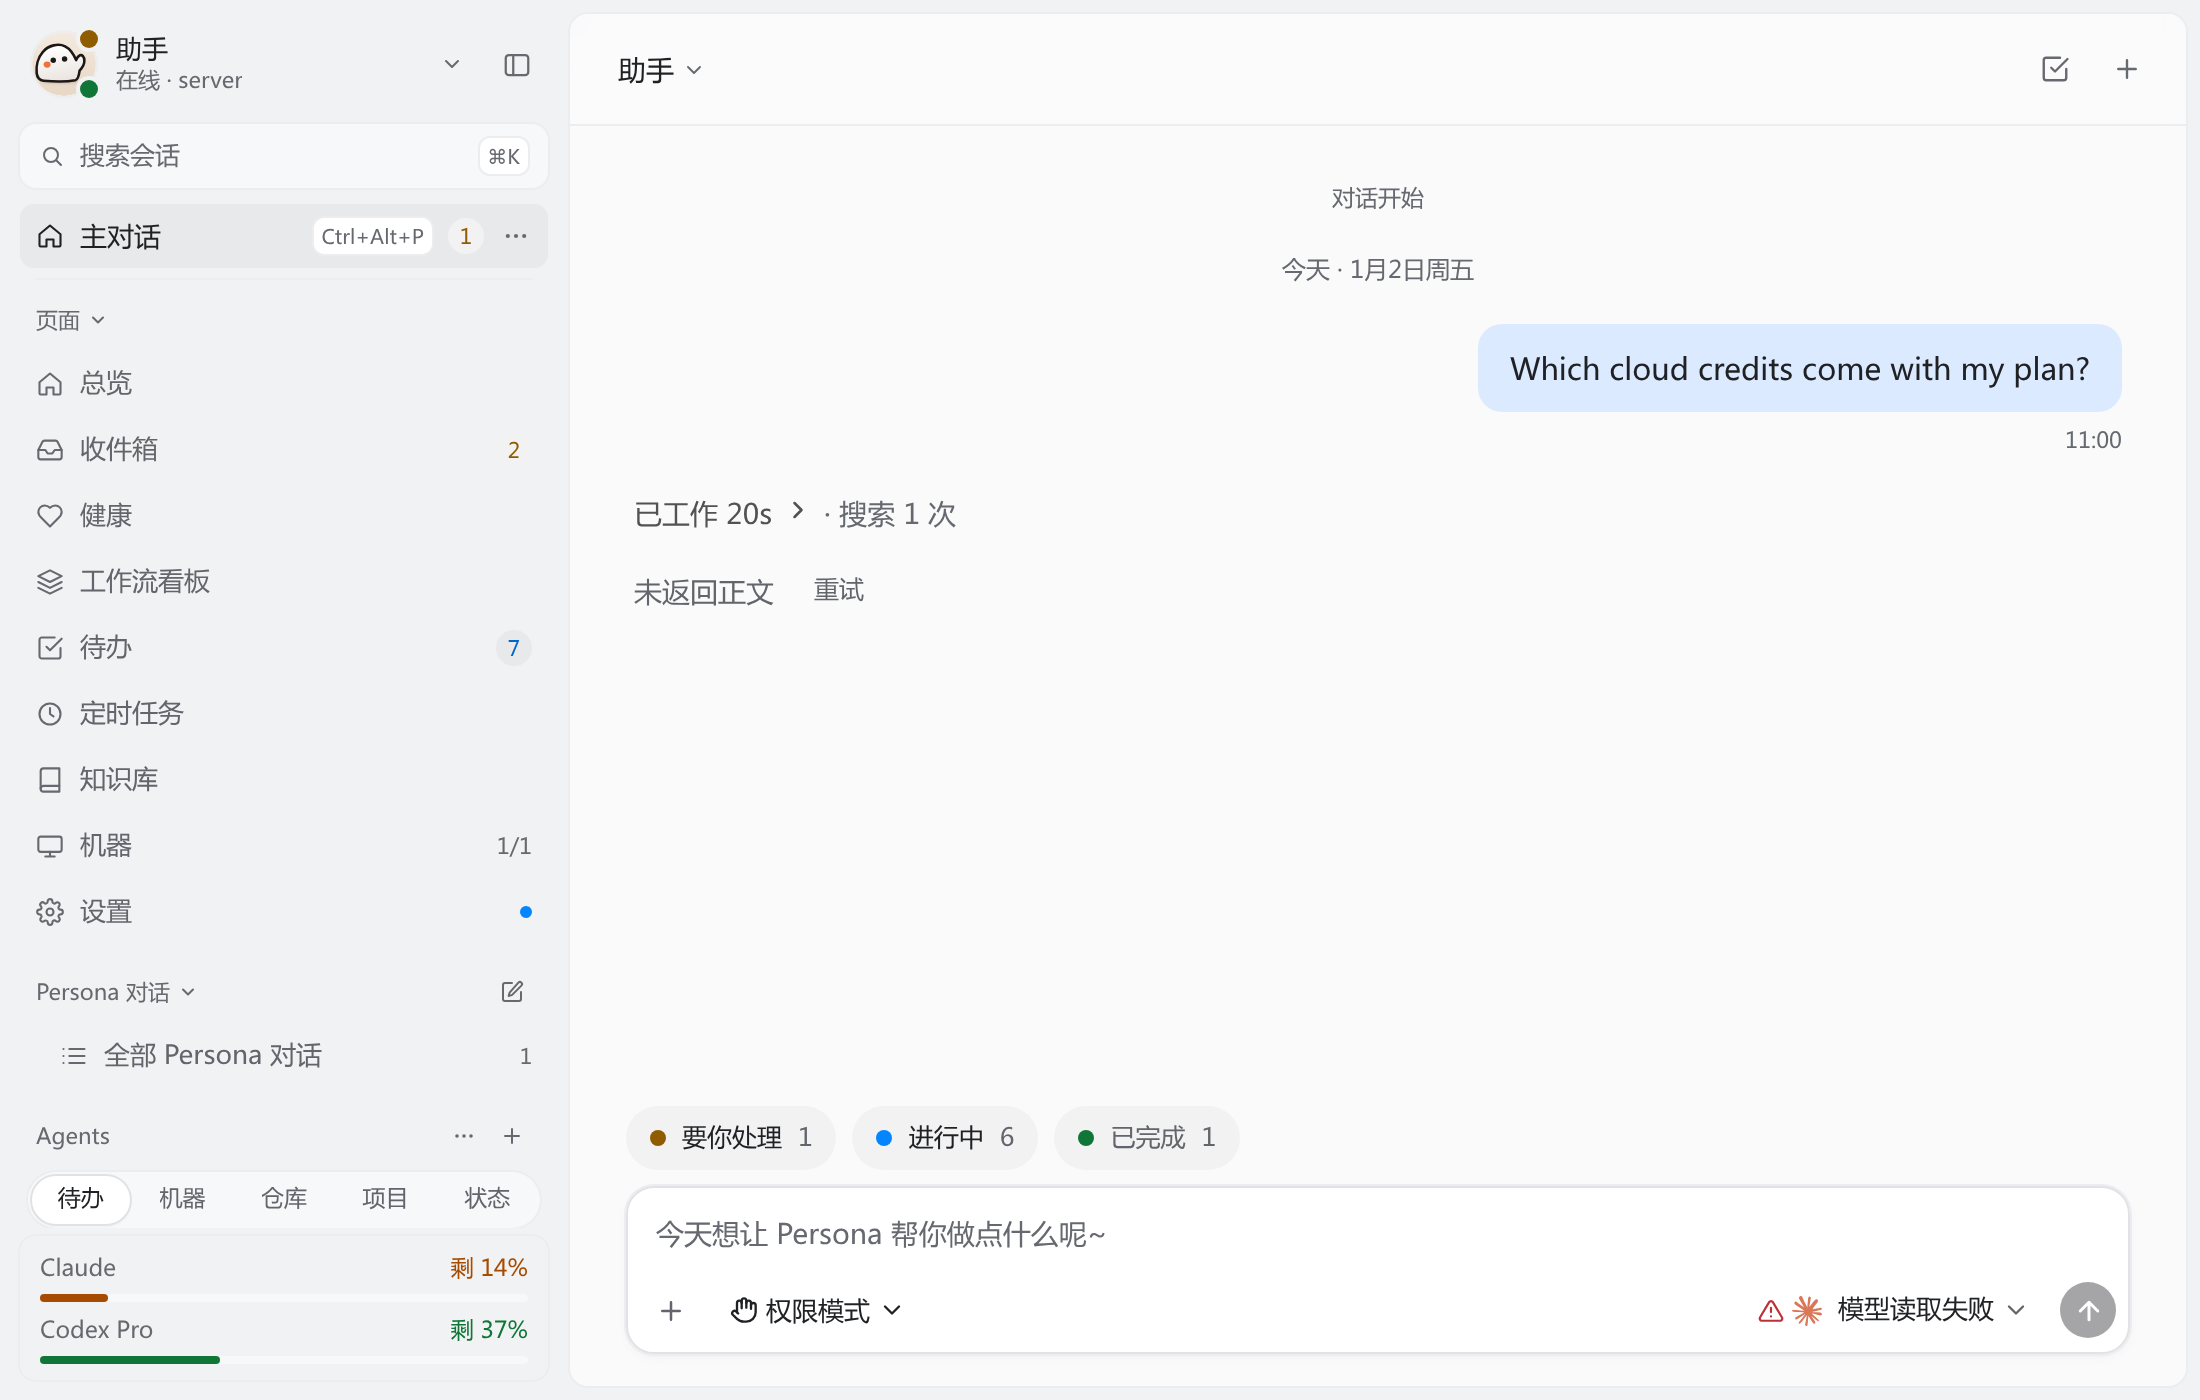 助手
在线 · server
搜索会话 ⌘K
主对话 Ctrl+Alt+P 1
页面
总览
收件箱 2
健康
工作流看板
待办 7
定时任务
知识库
机器 1/1
设置
Persona 对话
全部 Persona 对话 1
Agents
待办 机器 仓库 项目 状态
Claude 剩 14%
Codex Pro 剩 37%
助手
对话开始
今天 · 1月2日周五
Which cloud credits come with my plan?
11:00
已工作 20s · 搜索 1 次
未返回正文 重试
要你处理 1 进行中 6 已完成 1
今天想让 Persona 帮你做点什么呢~
权限模式 模型读取失败